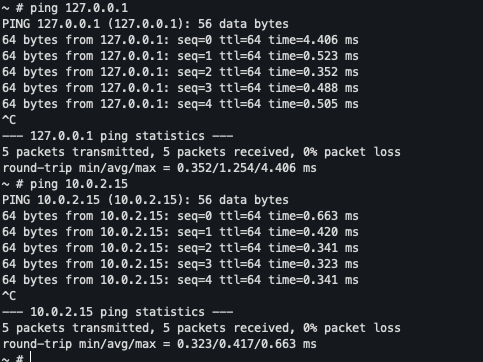 ~ # ping 127.0.0.1
PING 127.0.0.1 (127.0.0.1): 56 data bytes
64 bytes from 127.0.0.1: seq=0 ttl=64 time=4.406 ms
64 bytes from 127.0.0.1: seq=1 ttl=64 time=0.523 ms
64 bytes from 127.0.0.1: seq=2 ttl=64 time=0.352 ms
64 bytes from 127.0.0.1: seq=3 ttl=64 time=0.488 ms
64 bytes from 127.0.0.1: seq=4 ttl=64 time=0.505 ms
^C
--- 127.0.0.1 ping statistics ---
5 packets transmitted, 5 packets received, 0% packet loss
round-trip min/avg/max = 0.352/1.254/4.406 ms
~ # ping 10.0.2.15
PING 10.0.2.15 (10.0.2.15): 56 data bytes
64 bytes from 10.0.2.15: seq=0 ttl=64 time=0.663 ms
64 bytes from 10.0.2.15: seq=1 ttl=64 time=0.420 ms
64 bytes from 10.0.2.15: seq=2 ttl=64 time=0.341 ms
64 bytes from 10.0.2.15: seq=3 ttl=64 time=0.323 ms
64 bytes from 10.0.2.15: seq=4 ttl=64 time=0.341 ms
^C
--- 10.0.2.15 ping statistics ---
5 packets transmitted, 5 packets received, 0% packet loss
round-trip min/avg/max = 0.323/0.417/0.663 ms
~ #